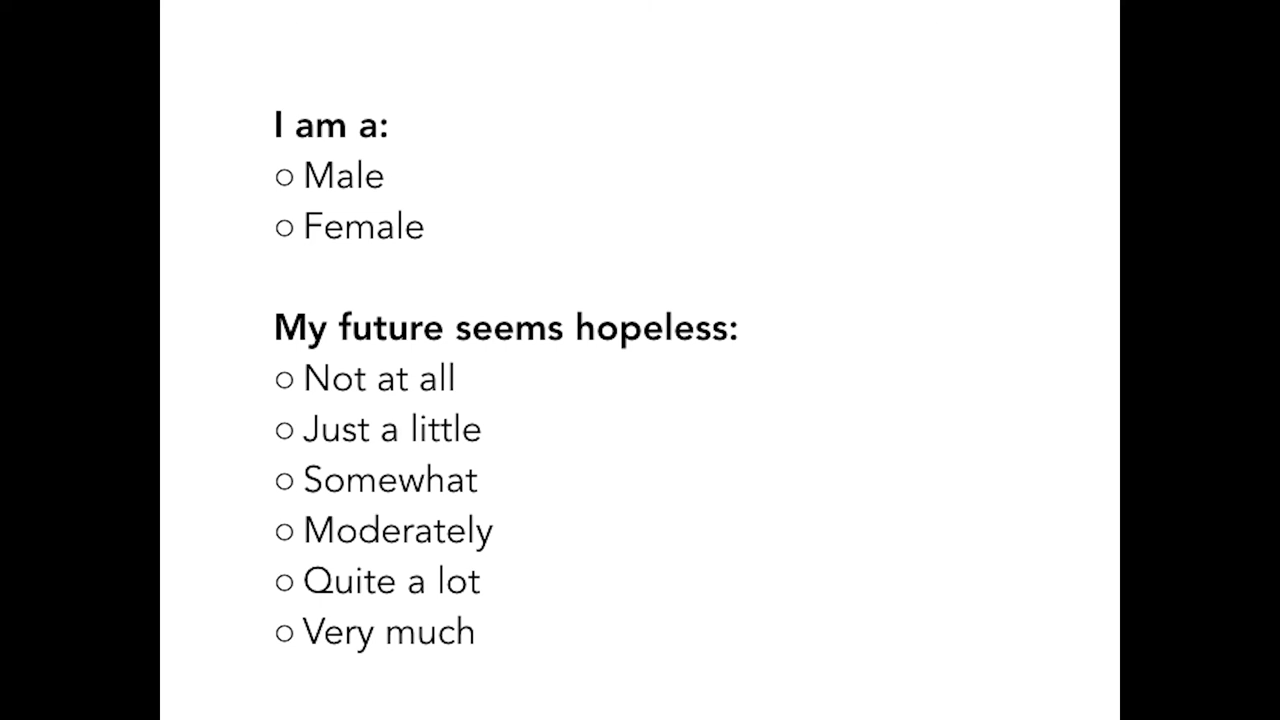 I am a:
○ Male
○ Female
My future seems hopeless:
○ Not at all
○ Just a little
○ Somewhat
○ Moderately
○ Quite a lot
○ Very much